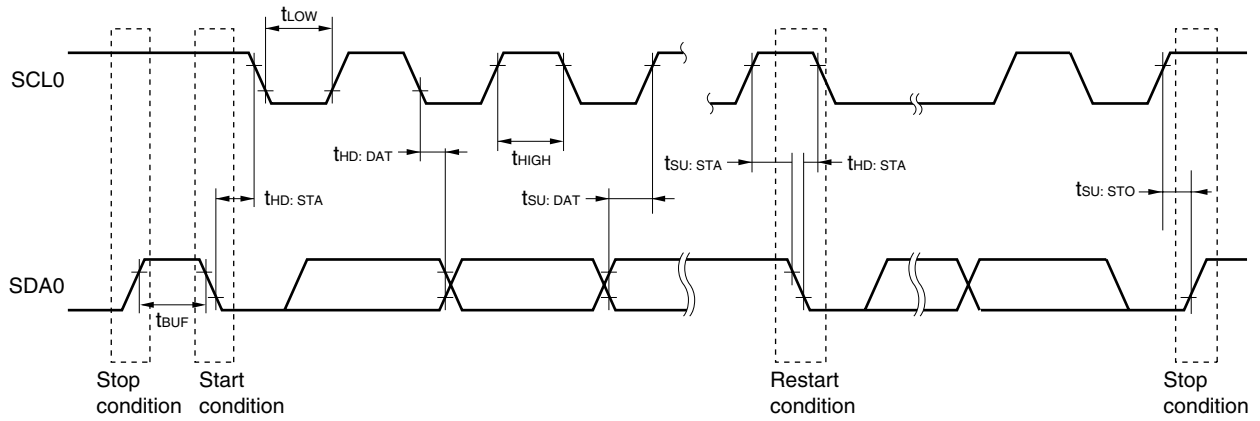 tLOW
SCL0
tHD: DAT
tHIGH
tSU: STA
tHD: STA
tHD: STA
tSU: DAT
tSU: STO
SDA0
tBUF
Stop
condition
Start
condition
Restart
condition
Stop
condition